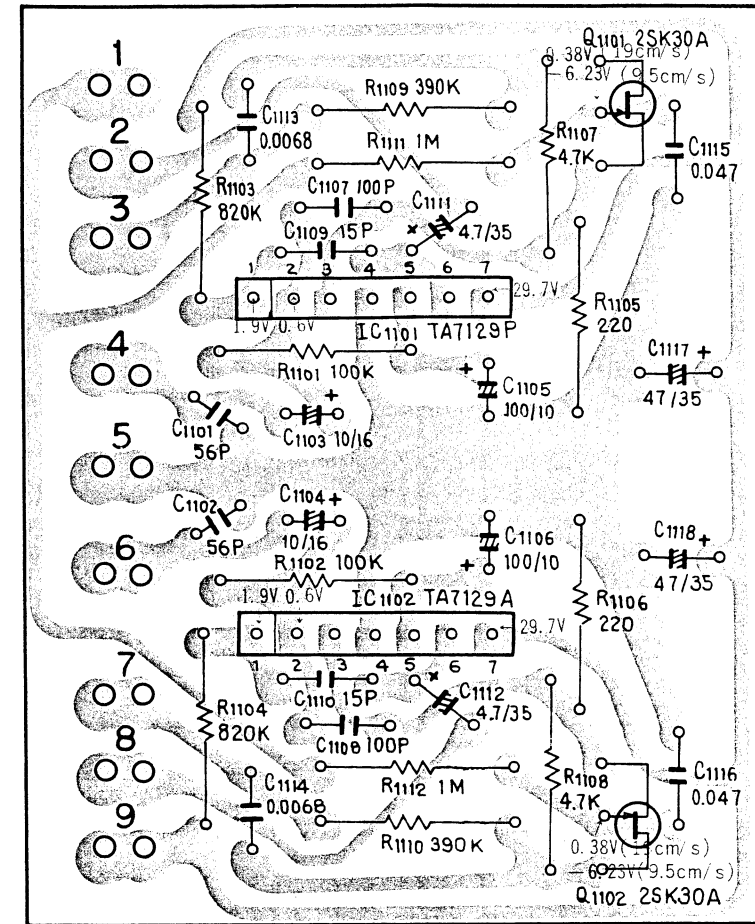 1
2
3
4
5
6
7
8
9
Q1101 2SK30A
0.38V (19cm/s)
−6.23V (9.5cm/s)
R1109 390K
C1113
0.0068
R1111 1M
R1107
4.7K
C1115
0.047
R1103
820K
C1107 100P
C1111
4.7/35
C1109 15P
1 2 3 4 5 6 7
29.7V
1.9V 0.6V
IC1101 TA7129P
R1105
220
R1101 100K
C1117 +
47/35
+
C1105
100/10
C1101
56P
+
C1103 10/16
C1102
56P
C1104 +
10/16
C1106
+ 100/10
C1118 +
47/35
R1102 100K
1.9V 0.6V
IC1102 TA7129A
R1106
220
29.7V
1 2 3 4 5 6 7
C1110 15P
C1112
4.7/35
R1104
820K
C1108 100P
C1114
0.0068
R1112 1M
R1108
4.7K
C1116
0.047
R1110 390K
0.38V (19cm/s)
−6.23V (9.5cm/s)
Q1102 2SK30A